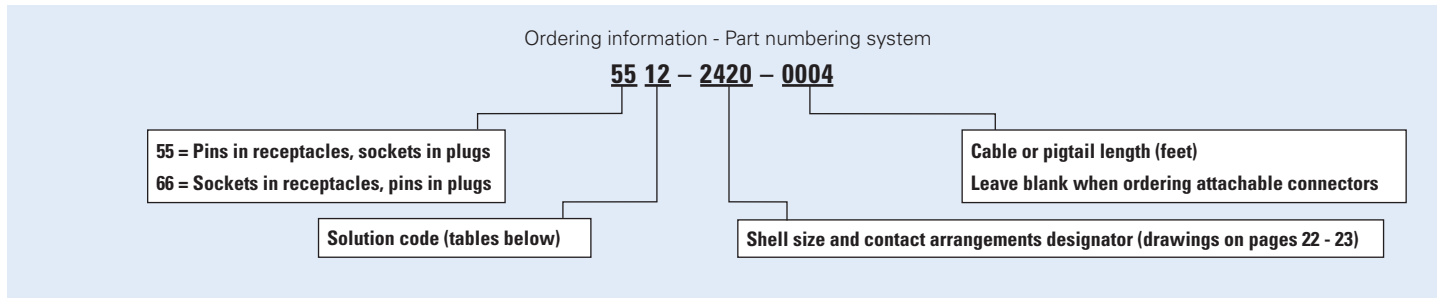 Ordering information - Part numbering system
55 12 – 2420 – 0004
55 = Pins in receptacles, sockets in plugs
66 = Sockets in receptacles, pins in plugs
Cable or pigtail length (feet)
Leave blank when ordering attachable connectors
Solution code (tables below)
Shell size and contact arrangements designator (drawings on pages 22 - 23)